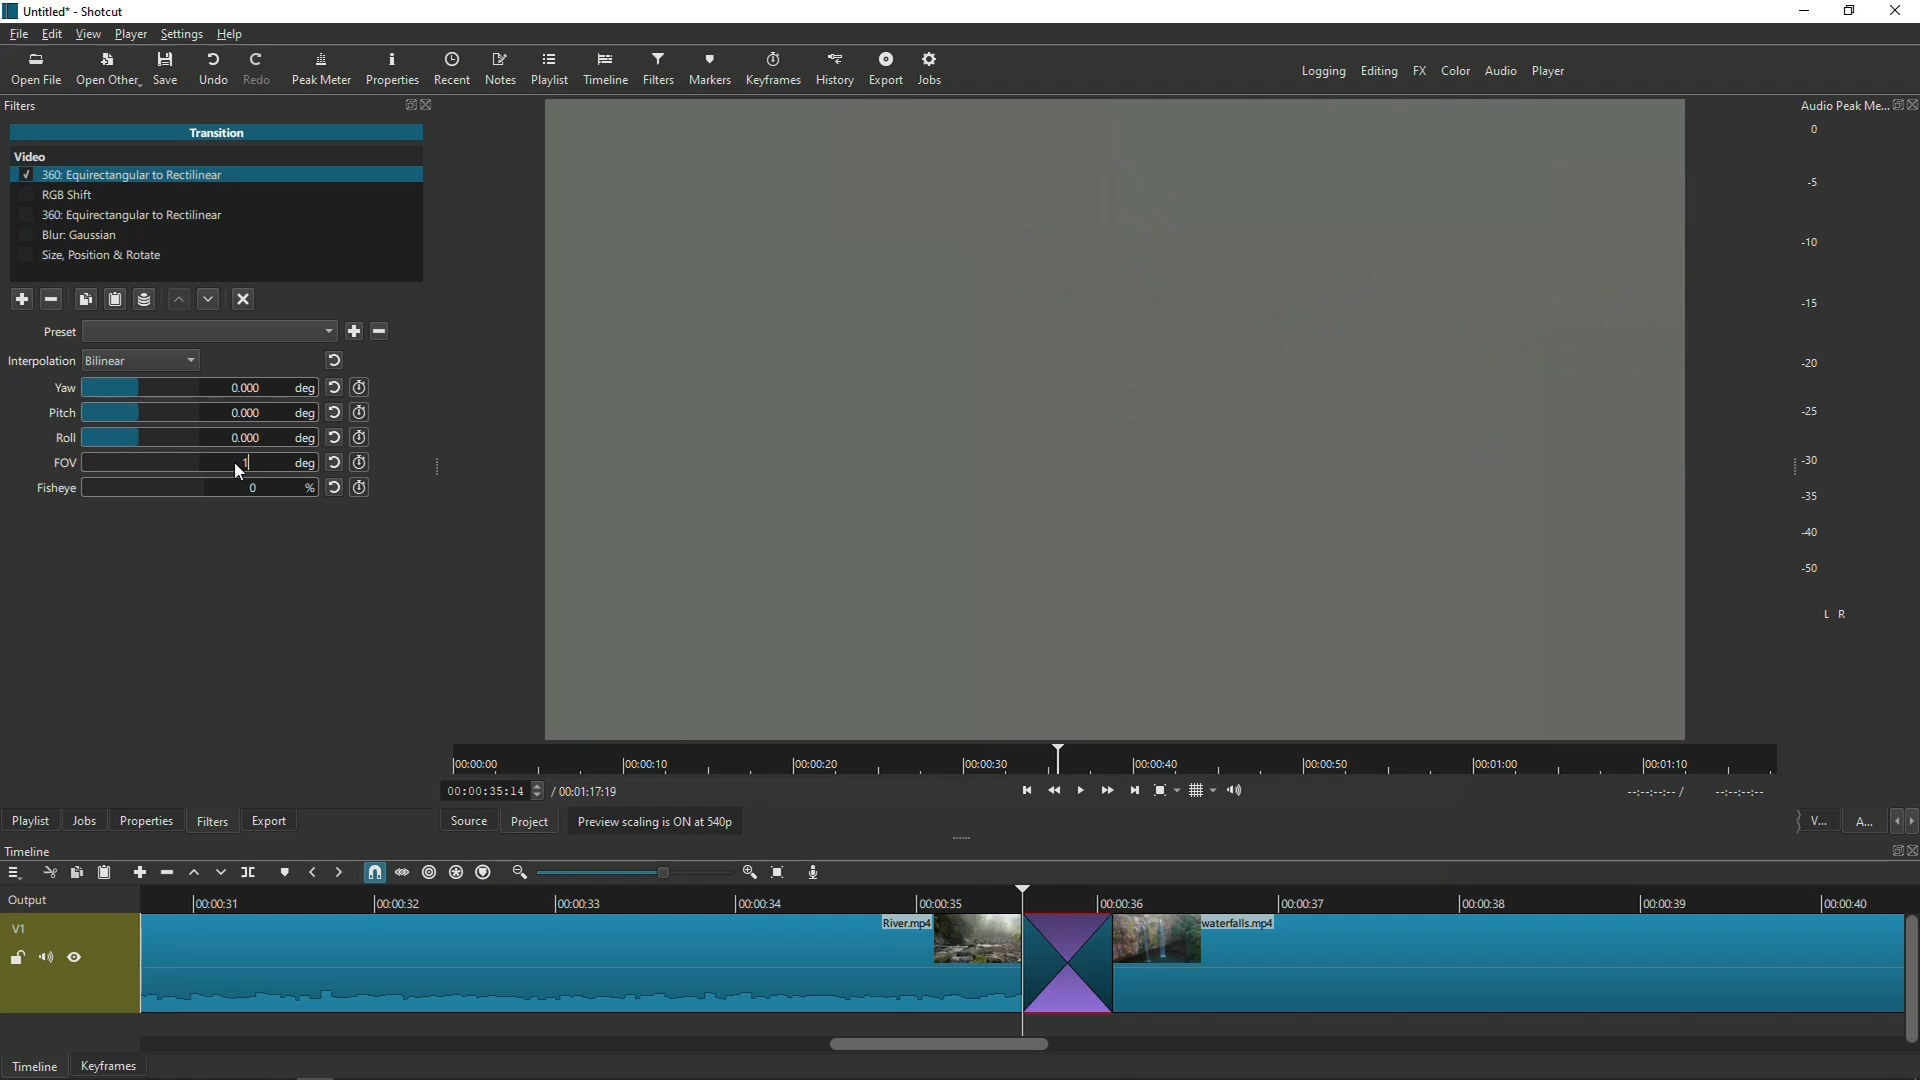 Untitled* - Shotcut
File Edit View Player Settings Help
Open File Open Other.. Save Undo Redo Peak Meter Properties Recent Notes Playlist Timeline Filters Markers Keyframes History Export Jobs
Logging Editing FX Color Audio Player
Filters
Audio Peak Me...
Transition
Video
360: Equirectangular to Rectilinear
RGB Shift
360: Equirectangular to Rectilinear
Blur: Gaussian
Size, Position & Rotate
Preset
Interpolation Bilinear
Yaw 0.000 deg
Pitch 0.000 deg
Roll 0.000 deg
FOV 1 deg
Fisheye 0 %
0
-5
-10
-15
-20
-25
-30
-35
-40
-50
L R
00:00:00 00:00:10 00:00:20 00:00:30 00:00:40 00:00:50 00:01:00 00:01:10
00:00:35:14 / 00:01:17:19
--:--:--:-- / --:--:--:--
Playlist Jobs Properties Filters Export
Source Project Preview scaling is ON at 540p
V... A...
Timeline
Output
00:00:31 00:00:32 00:00:33 00:00:34 00:00:35 00:00:36 00:00:37 00:00:38 00:00:39 00:00:40
V1
River.mp4
waterfalls.mp4
Timeline Keyframes